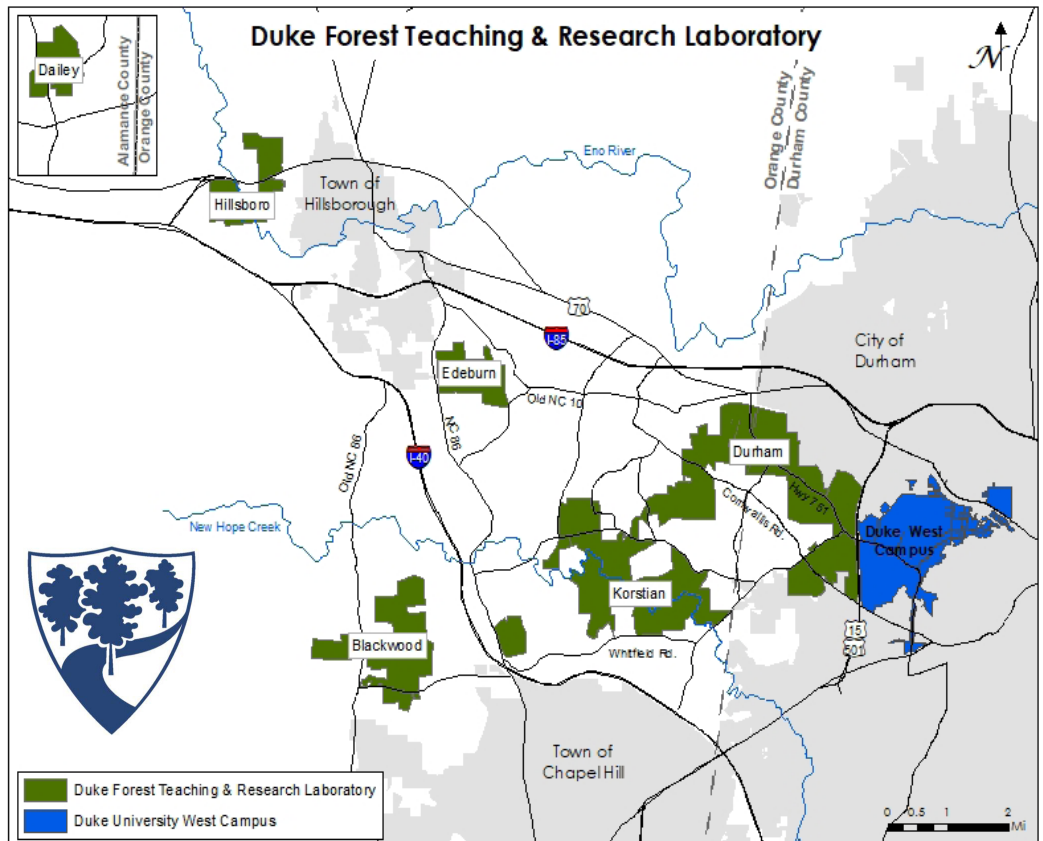 Duke Forest Teaching & Research Laboratory
N
Dailey
Alamance County
Orange County
Orange County
Durham County
Eno River
Town of
Hillsborough
Hillsboro
70
I-85
City of
Durham
Edeburn
Old NC 10
Old NC 86
NC 86
I-40
Durham
Hwy 751
Cornwallis Rd.
New Hope Creek
Duke West
Campus
Korstian
Blackwood
Whitfield Rd.
15
501
Town of
Chapel Hill
Duke Forest Teaching & Research Laboratory
Duke University West Campus
0 0.5 1 2
Mi